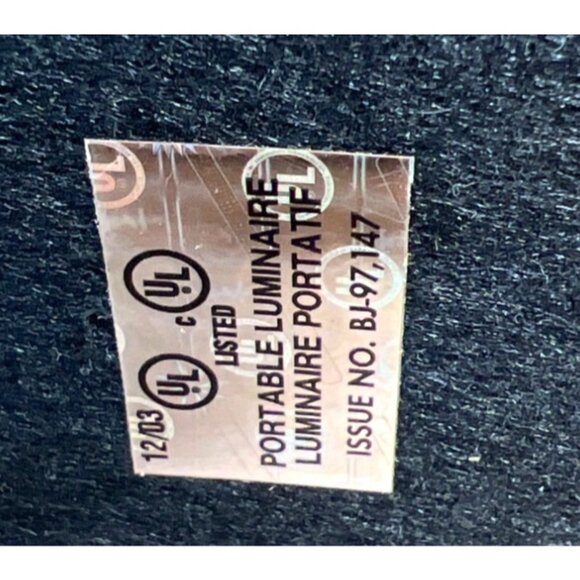 12/03 UL c UL
LISTED
PORTABLE LUMINAIRE
LUMINAIRE PORTATIF
ISSUE NO. BJ-97,147